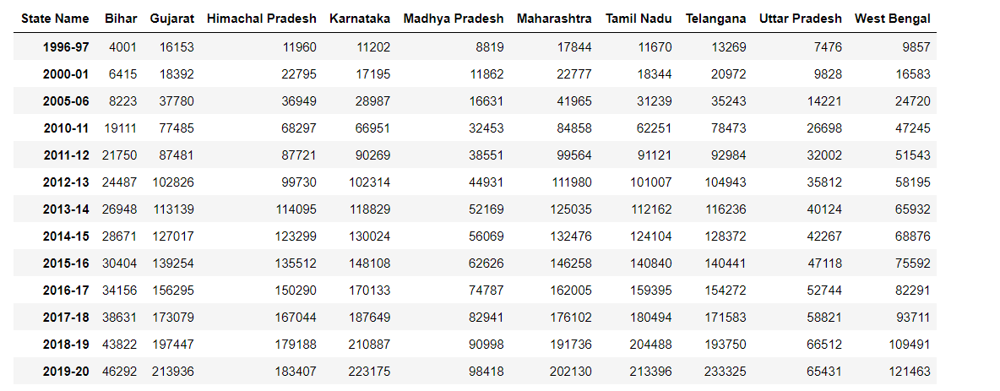 State Name Bihar Gujarat Himachal Pradesh Karnataka Madhya Pradesh Maharashtra Tamil Nadu Telangana Uttar Pradesh West Bengal
1996-97 4001 16153 11960 11202 8819 17844 11670 13269 7476 9857
2000-01 6415 18392 22795 17195 11862 22777 18344 20972 9828 16583
2005-06 8223 37780 36949 28987 16631 41965 31239 35243 14221 24720
2010-11 19111 77485 68297 66951 32453 84858 62251 78473 26698 47245
2011-12 21750 87481 87721 90269 38551 99564 91121 92984 32002 51543
2012-13 24487 102826 99730 102314 44931 111980 101007 104943 35812 58195
2013-14 26948 113139 114095 118829 52169 125035 112162 116236 40124 65932
2014-15 28671 127017 123299 130024 56069 132476 124104 128372 42267 68876
2015-16 30404 139254 135512 148108 62626 146258 140840 140441 47118 75592
2016-17 34156 156295 150290 170133 74787 162005 159395 154272 52744 82291
2017-18 38631 173079 167044 187649 82941 176102 180494 171583 58821 93711
2018-19 43822 197447 179188 210887 90998 191736 204488 193750 66512 109491
2019-20 46292 213936 183407 223175 98418 202130 213396 233325 65431 121463